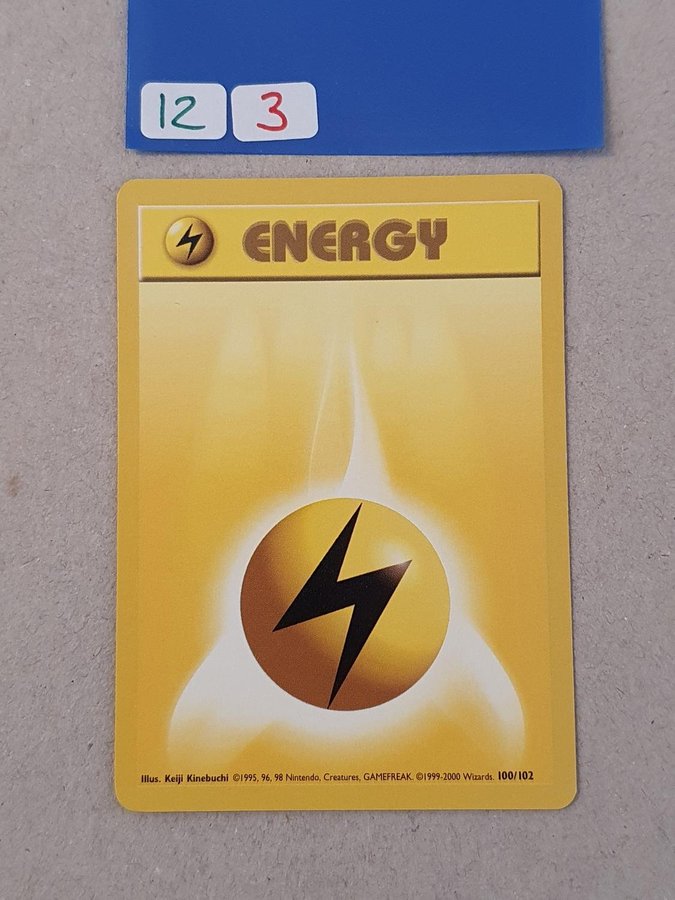 12 3
ENERGY
Illus. Keiji Kinebuchi ©1995, 96, 98 Nintendo, Creatures, GAMEFREAK. ©1999-2000 Wizards. 100/102